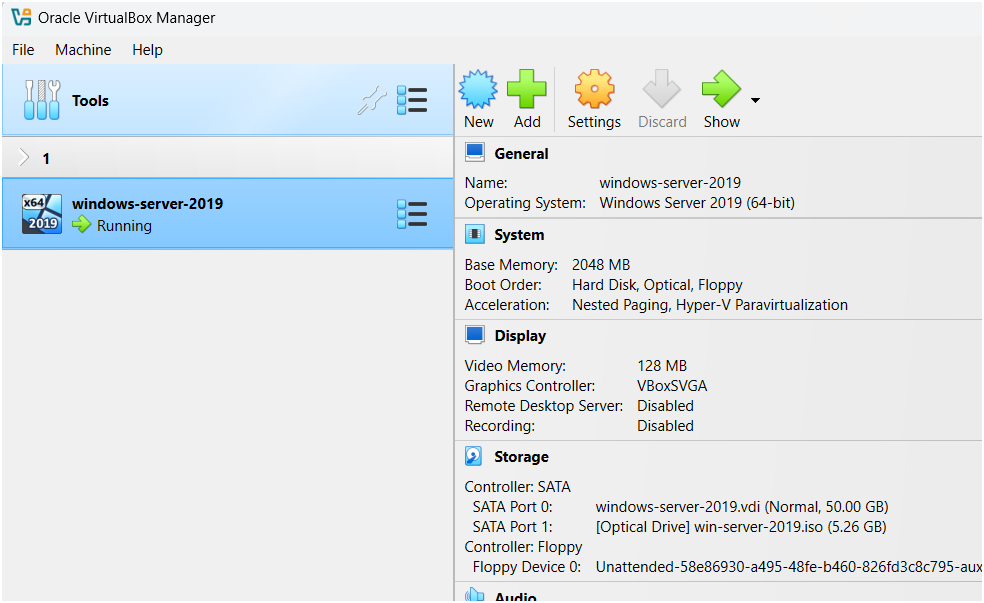 Oracle VirtualBox Manager
File Machine Help
Tools
1
x64
2019
windows-server-2019
Running
New Add Settings Discard Show
General
Name: windows-server-2019
Operating System: Windows Server 2019 (64-bit)
System
Base Memory: 2048 MB
Boot Order: Hard Disk, Optical, Floppy
Acceleration: Nested Paging, Hyper-V Paravirtualization
Display
Video Memory: 128 MB
Graphics Controller: VBoxSVGA
Remote Desktop Server: Disabled
Recording: Disabled
Storage
Controller: SATA
SATA Port 0: windows-server-2019.vdi (Normal, 50.00 GB)
SATA Port 1: [Optical Drive] win-server-2019.iso (5.26 GB)
Controller: Floppy
Floppy Device 0: Unattended-58e86930-a495-48fe-b460-826fd3c8c795-aux
Audio